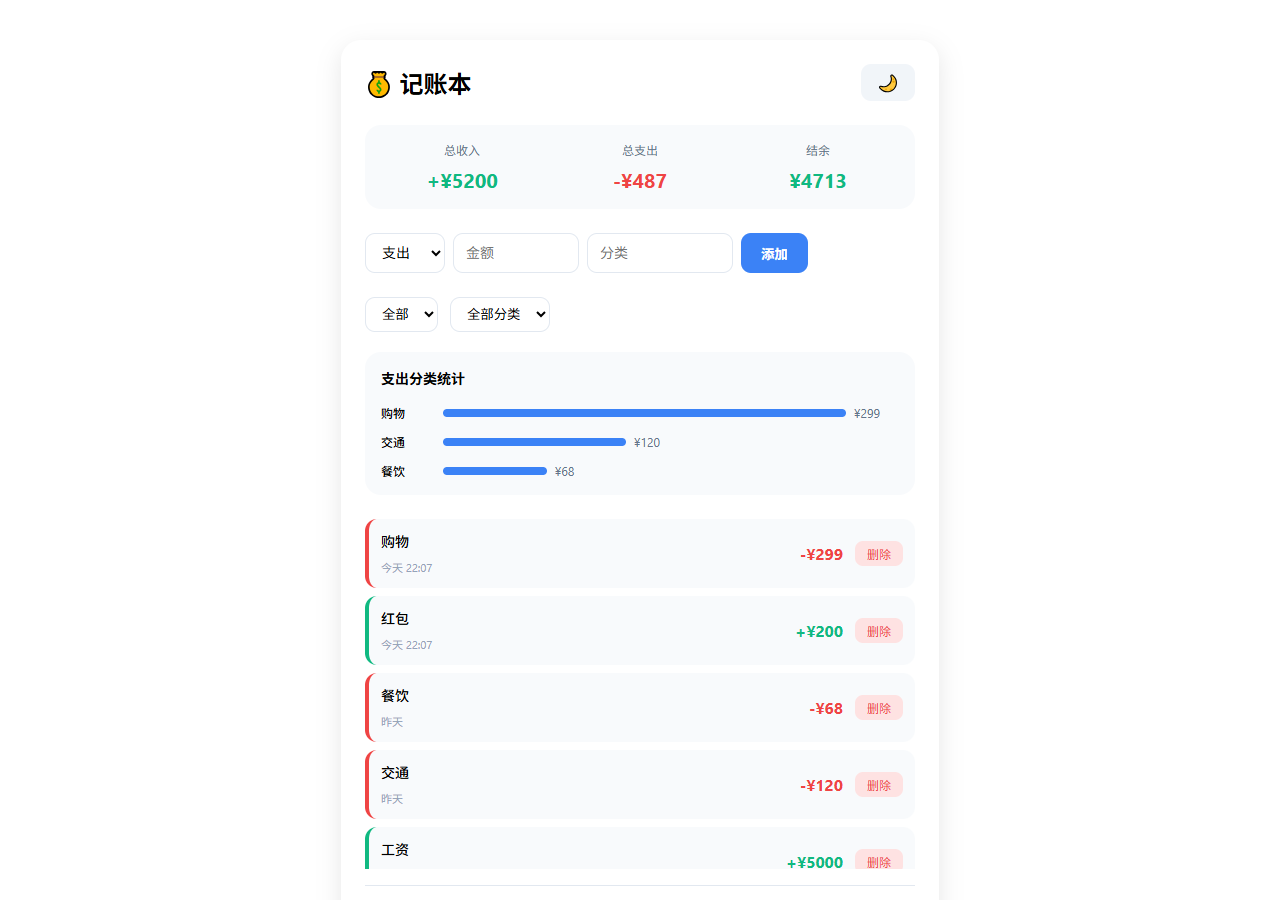 记账本
总收入 总支出 结余
+¥5200 -¥487 ¥4713
支出 金额 分类 添加
全部 全部分类
支出分类统计
购物 ¥299
交通 ¥120
餐饮 ¥68
购物
今天 22:07
-¥299 删除
红包
今天 22:07
+¥200 删除
餐饮
昨天
-¥68 删除
交通
昨天
-¥120 删除
工资
+¥5000 删除